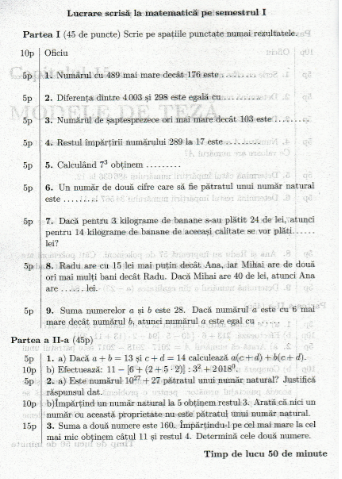 Lucrare scrisă la matematică pe semestrul I
Partea I (45 de puncte) Scrie pe spațiile punctate numai rezultatele.
10p Oficiu
5p 1. Numărul cu 489 mai mare decât 176 este ..........
5p 2. Diferența dintre 4 003 și 298 este egală cu ..........
5p 3. Numărul de șaptesprezece ori mai mare decât 103 este ........
5p 4. Restul împărțirii numărului 289 la 17 este ..........
5p 5. Calculând 7³ obținem .........
5p 6. Un număr de două cifre care să fie pătratul unui număr natural
este .........
5p 7. Dacă pentru 3 kilograme de banane s-au plătit 24 de lei, atunci
pentru 14 kilograme de banane de aceași calitate se vor plăti......
lei?
5p 8. Radu are cu 15 lei mai puțin decât Ana, iar Mihai are de două
ori mai mulți bani decât Radu. Dacă Mihai are 40 de lei, atunci Ana
are ...... lei.
5p 9. Suma numerelor a și b este 28. Dacă numărul a este cu 6 mai
mare decât numărul b, atunci numărul a este egal cu ......
Partea a II-a (45p)
5p 1. a) Dacă a + b = 13 și c + d = 14 calculează a(c+d)+b(c+d).
10p b) Efectuează: 11 − [6 + (2 + 5 · 2)] : 3² + 2 018⁰.
5p 2. a) Este numărul 10²⁷ + 27 pătratul unui număr natural? Justifică
răspunsul dat.
10p b)Împărțind un număr natural la 5 obținem restul 3. Arată că nici un
număr cu această proprietate nu este pătratul unui număr natural.
15p 3. Suma a două numere este 160. Împărțindu-l pe cel mai mare la cel
mai mic obținem câtul 11 și restul 4. Determină cele două numere.
Timp de lucu 50 de minute